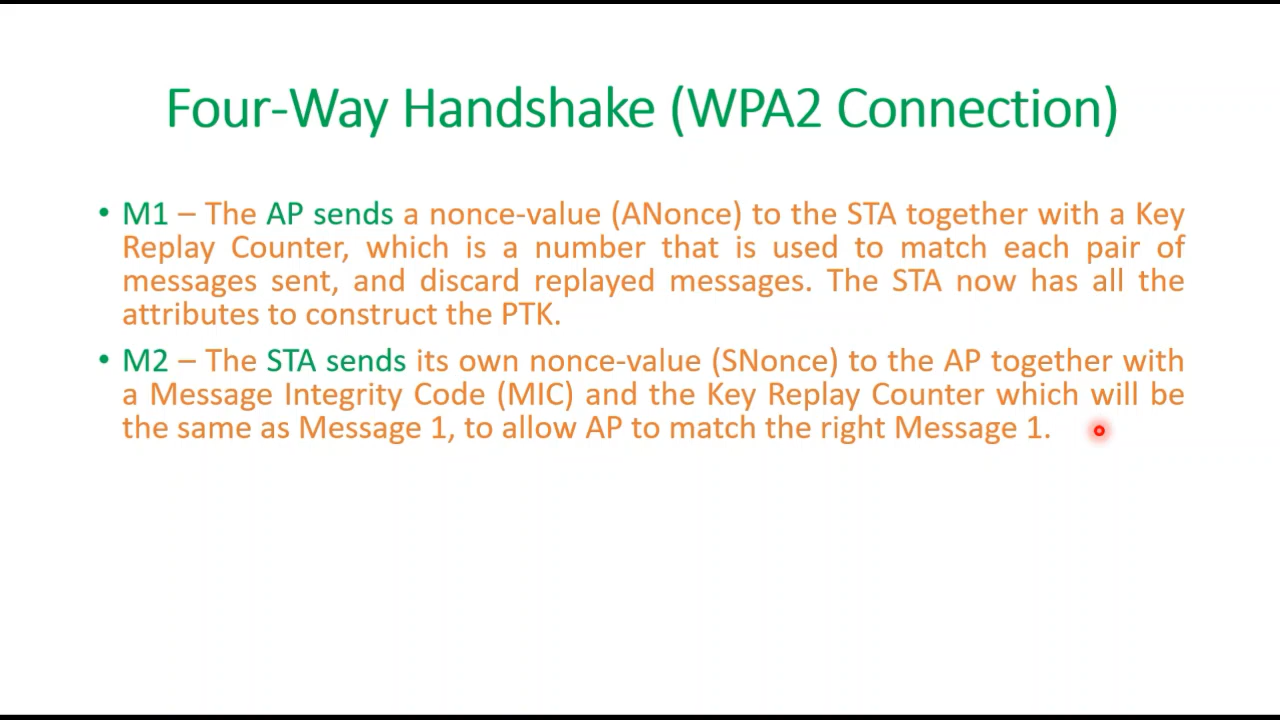 Four-Way Handshake (WPA2 Connection)
• M1 – The AP sends a nonce-value (ANonce) to the STA together with a Key
Replay Counter, which is a number that is used to match each pair of
messages sent, and discard replayed messages. The STA now has all the
attributes to construct the PTK.
• M2 – The STA sends its own nonce-value (SNonce) to the AP together with
a Message Integrity Code (MIC) and the Key Replay Counter which will be
the same as Message 1, to allow AP to match the right Message 1.